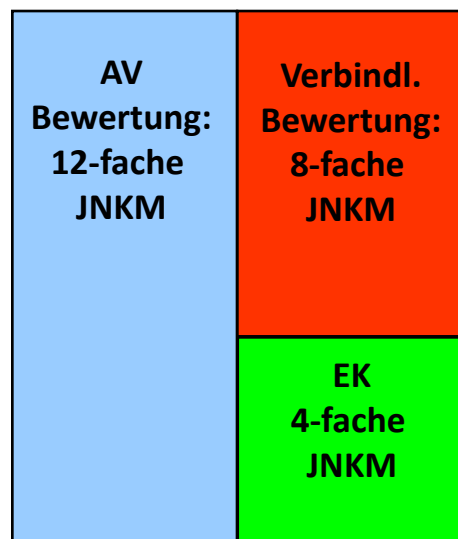 AV
Bewertung:
12-fache
JNKM
Verbindl.
Bewertung:
8-fache
JNKM
EK
4-fache
JNKM